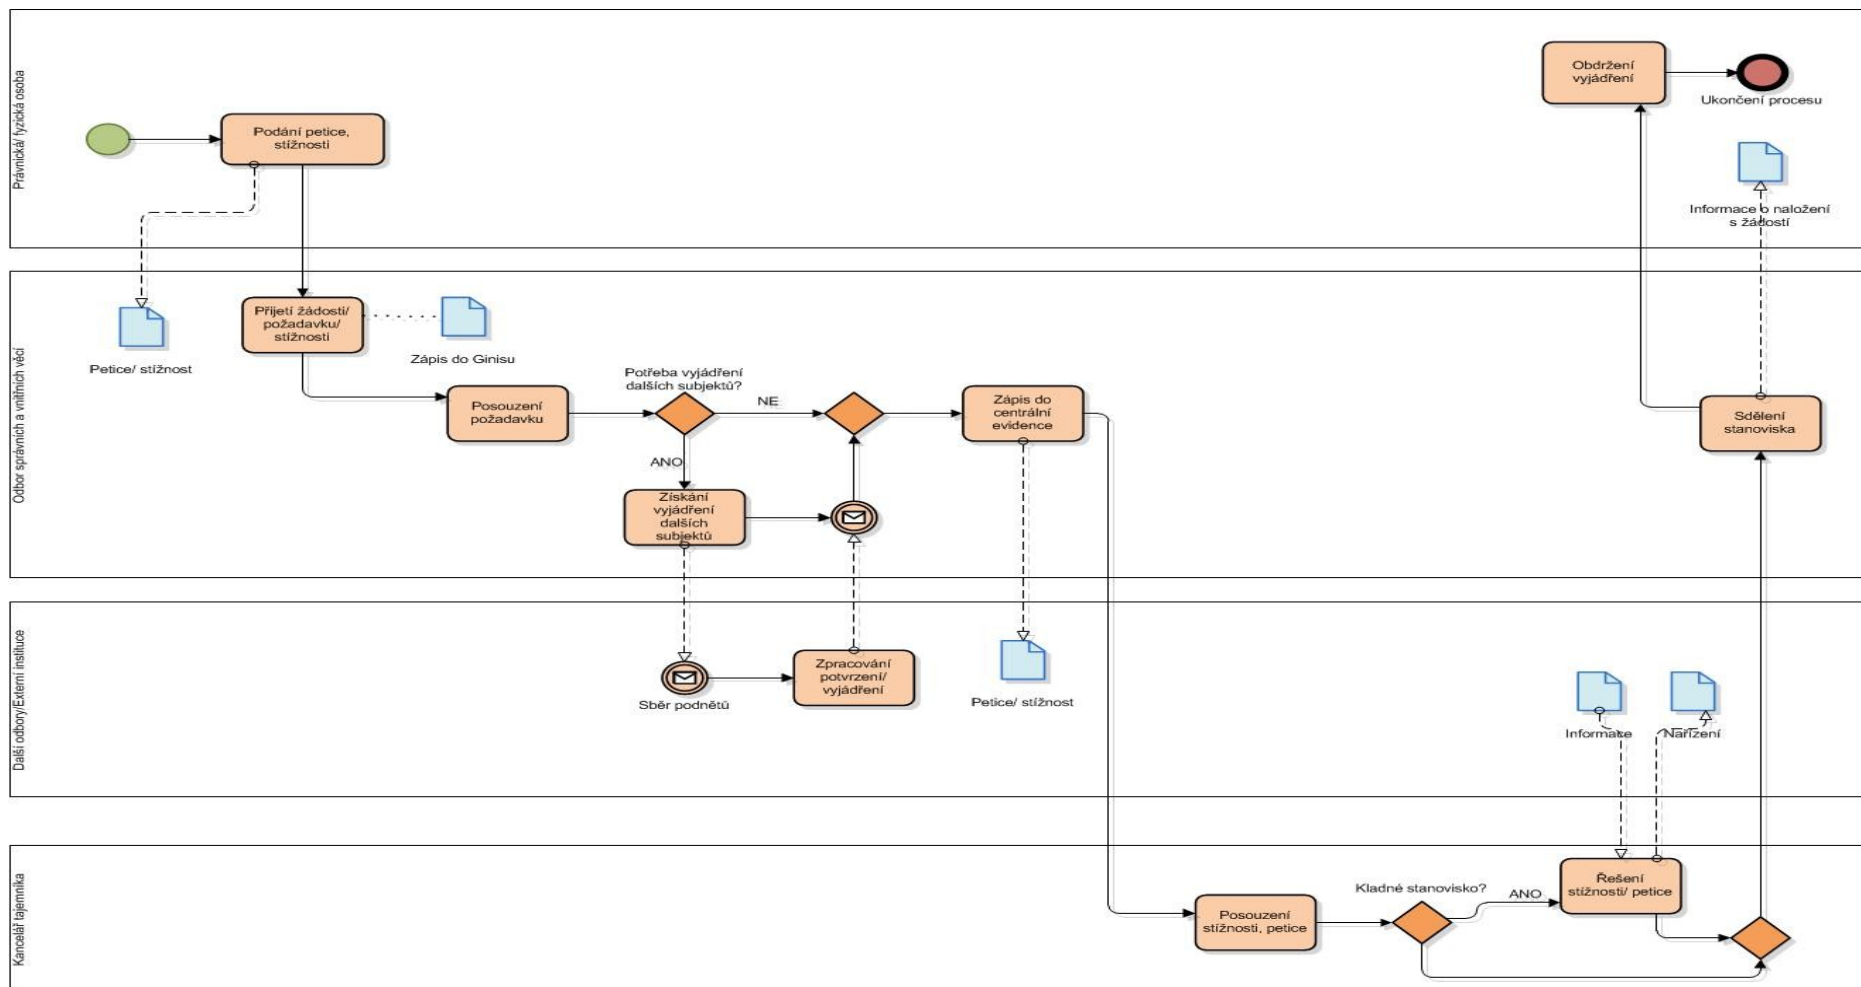 Právnická/ fyzická osoba
Podání petice,
stížnosti
Obdržení
vyjádření
Ukončení procesu
Informace o naložení
s žádostí
Odbor správních a vnitřních věcí
Petice/ stížnost
Přijetí žádosti/
požadavku/
stížnosti
Zápis do Ginisu
Posouzení
požadavku
Potřeba vyjádření
dalších subjektů?
NE
ANO
Získání
vyjádření
dalších
subjektů
Zápis do
centrální
evidence
Sdělení
stanoviska
Další odbory/Externí instituce
Sběr podnětů
Zpracování
potvrzení/
vyjádření
Petice/ stížnost
Informace
Nařízení
Kancelář tajemníka
Posouzení
stížnosti, petice
Kladné stanovisko?
ANO
Řešení
stížnosti/ petice